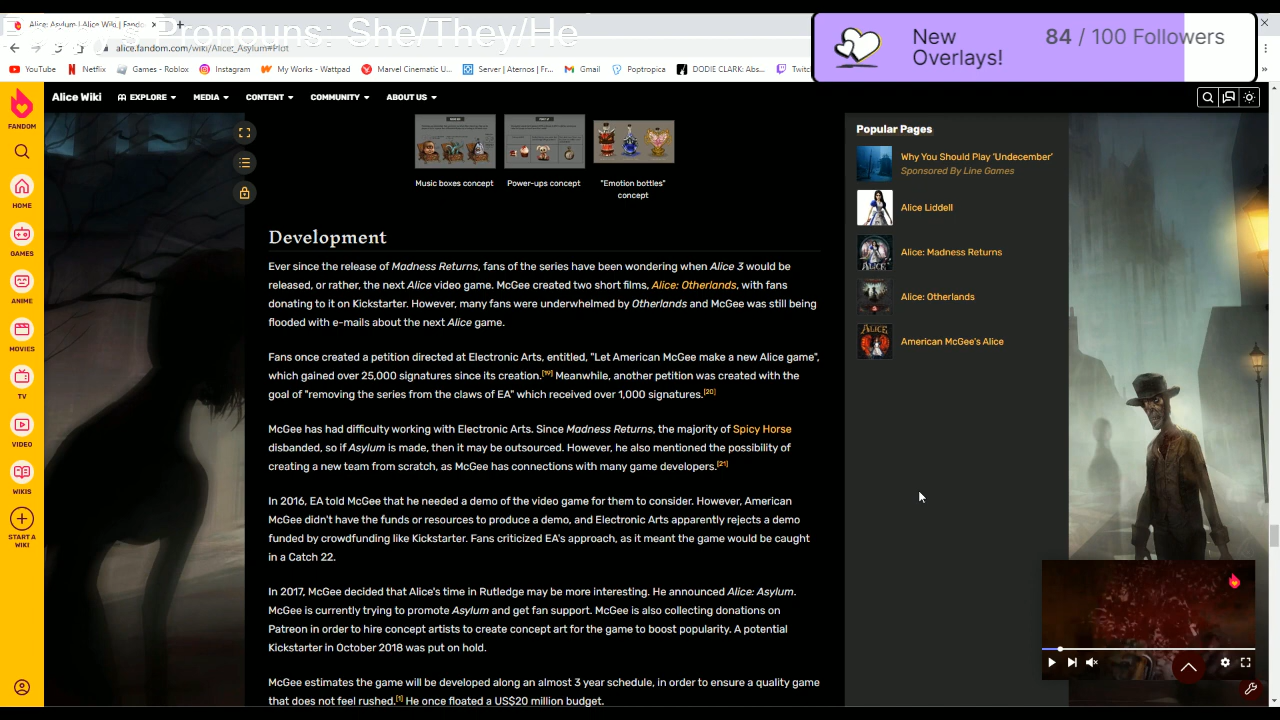 Alice: Asylum | Alice Wiki | Fando
Pronouns: She/They/He
alice.fandom.com/wiki/Alice:_Asylum#Plot
YouTube Netflix Games - Roblox Instagram My Works - Wattpad Marvel Cinematic U... Server | Aternos | Fr... Gmail Poptropica DODIE CLARK: Abs... Twitc
New
Overlays!
84 / 100 Followers
Alice Wiki EXPLORE MEDIA CONTENT COMMUNITY ABOUT US
FANDOM
HOME
GAMES
ANIME
MOVIES
TV
VIDEO
WIKIS
START A
WIKI
Music boxes concept
Power-ups concept
"Emotion bottles"
concept
Development
Ever since the release of Madness Returns, fans of the series have been wondering when Alice 3 would be
released, or rather, the next Alice video game. McGee created two short films, Alice: Otherlands, with fans
donating to it on Kickstarter. However, many fans were underwhelmed by Otherlands and McGee was still being
flooded with e-mails about the next Alice game.
Fans once created a petition directed at Electronic Arts, entitled, "Let American McGee make a new Alice game",
which gained over 25,000 signatures since its creation.[19] Meanwhile, another petition was created with the
goal of "removing the series from the claws of EA" which received over 1,000 signatures.[20]
McGee has had difficulty working with Electronic Arts. Since Madness Returns, the majority of Spicy Horse
disbanded, so if Asylum is made, then it may be outsourced. However, he also mentioned the possibility of
creating a new team from scratch, as McGee has connections with many game developers.[21]
In 2016, EA told McGee that he needed a demo of the video game for them to consider. However, American
McGee didn't have the funds or resources to produce a demo, and Electronic Arts apparently rejects a demo
funded by crowdfunding like Kickstarter. Fans criticized EA's approach, as it meant the game would be caught
in a Catch 22.
In 2017, McGee decided that Alice's time in Rutledge may be more interesting. He announced Alice: Asylum.
McGee is currently trying to promote Asylum and get fan support. McGee is also collecting donations on
Patreon in order to hire concept artists to create concept art for the game to boost popularity. A potential
Kickstarter in October 2018 was put on hold.
McGee estimates the game will be developed along an almost 3 year schedule, in order to ensure a quality game
that does not feel rushed.[1] He once floated a US$20 million budget.
Popular Pages
Why You Should Play 'Undecember'
Sponsored By Line Games
Alice Liddell
Alice: Madness Returns
Alice: Otherlands
American McGee's Alice